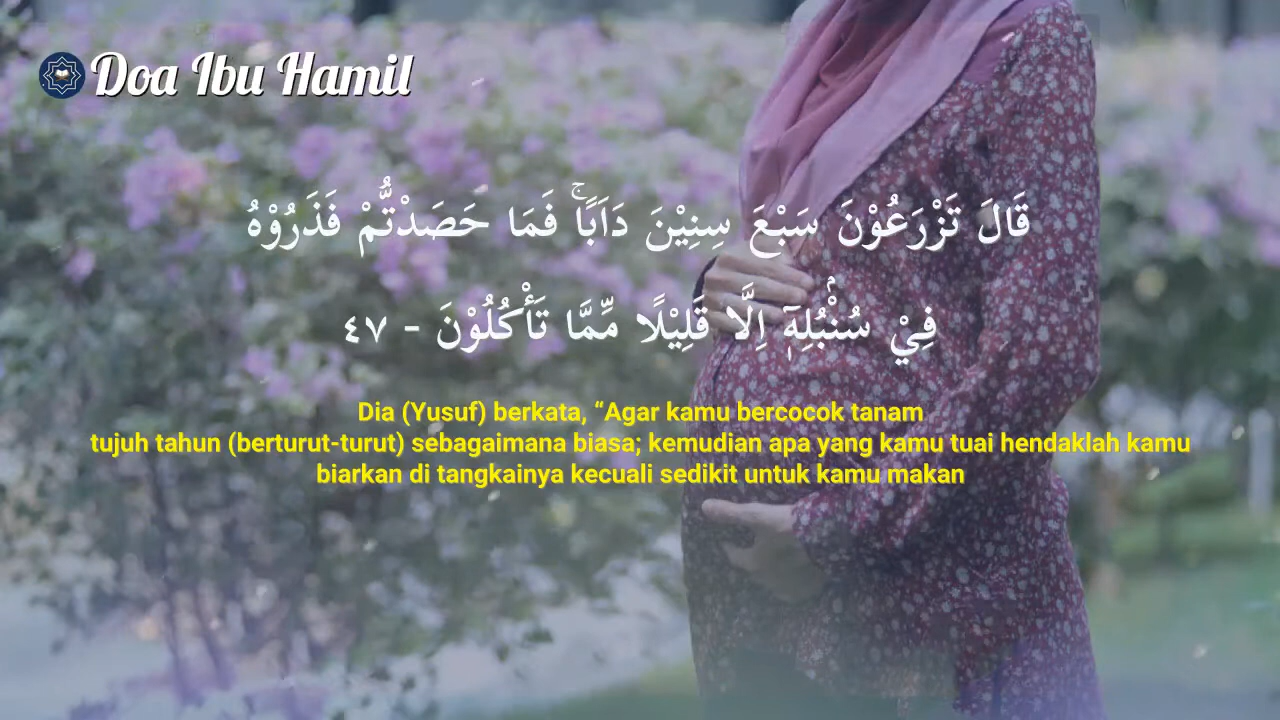 Doa Ibu Hamil
قَالَ تَزْرَعُوْنَ سَبْعَ سِنِيْنَ دَاَبًاۚ فَمَا حَصَدْتُّمْ فَذَرُوْهُ
فِيْ سُنْۢبُلِهٖٓ اِلَّا قَلِيْلًا مِّمَّا تَأْكُلُوْنَ - ٤٧
Dia (Yusuf) berkata, “Agar kamu bercocok tanam
tujuh tahun (berturut-turut) sebagaimana biasa; kemudian apa yang kamu tuai hendaklah kamu
biarkan di tangkainya kecuali sedikit untuk kamu makan